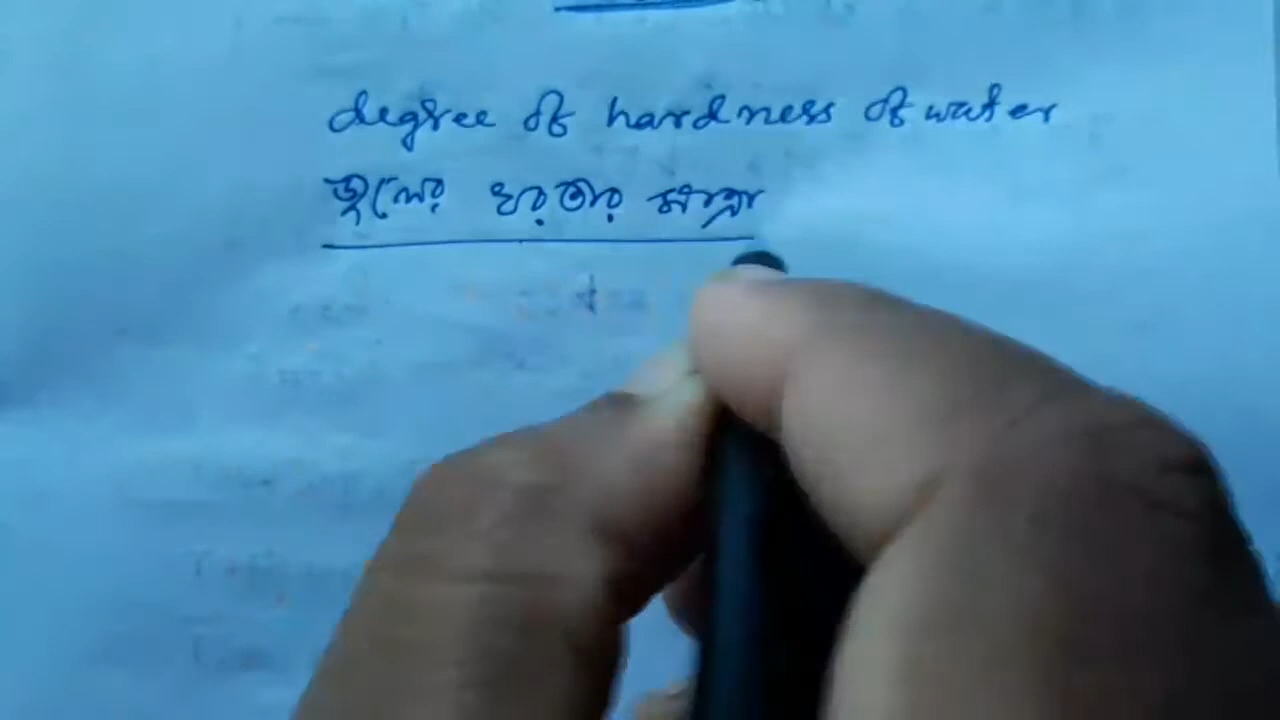 degree of hardness of water
জলের খরতার মাত্রা